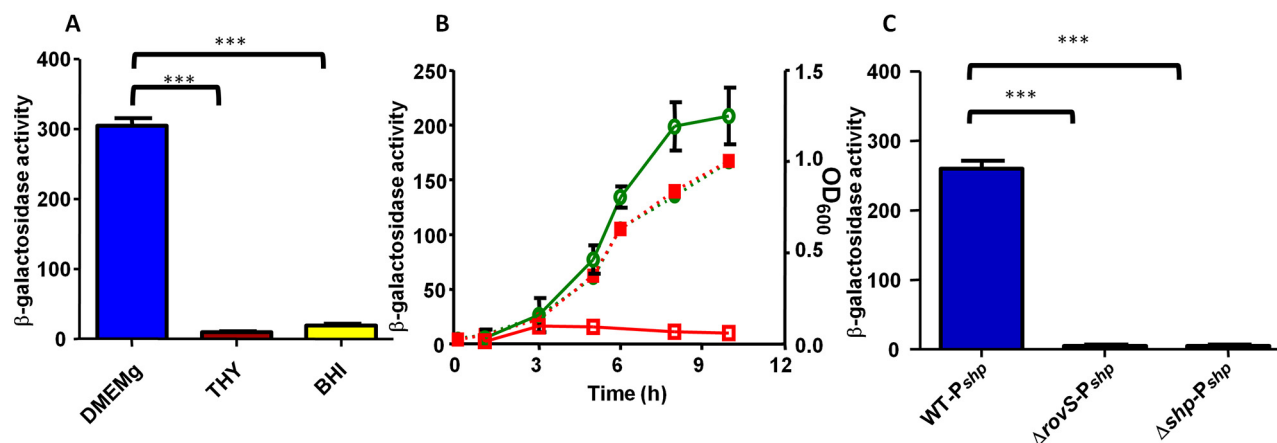 A
β-galactosidase activity
400
300
200
100
0
***
***
DMEMg
THY
BHI
B
β-galactosidase activity
250
200
150
100
50
0
0
3
6
9
12
Time (h)
1.5
1.0
0.5
0.0
OD600
C
β-galactosidase activity
400
300
200
100
0
***
***
WT-Pshp
ΔrovS-Pshp
Δshp-Pshp